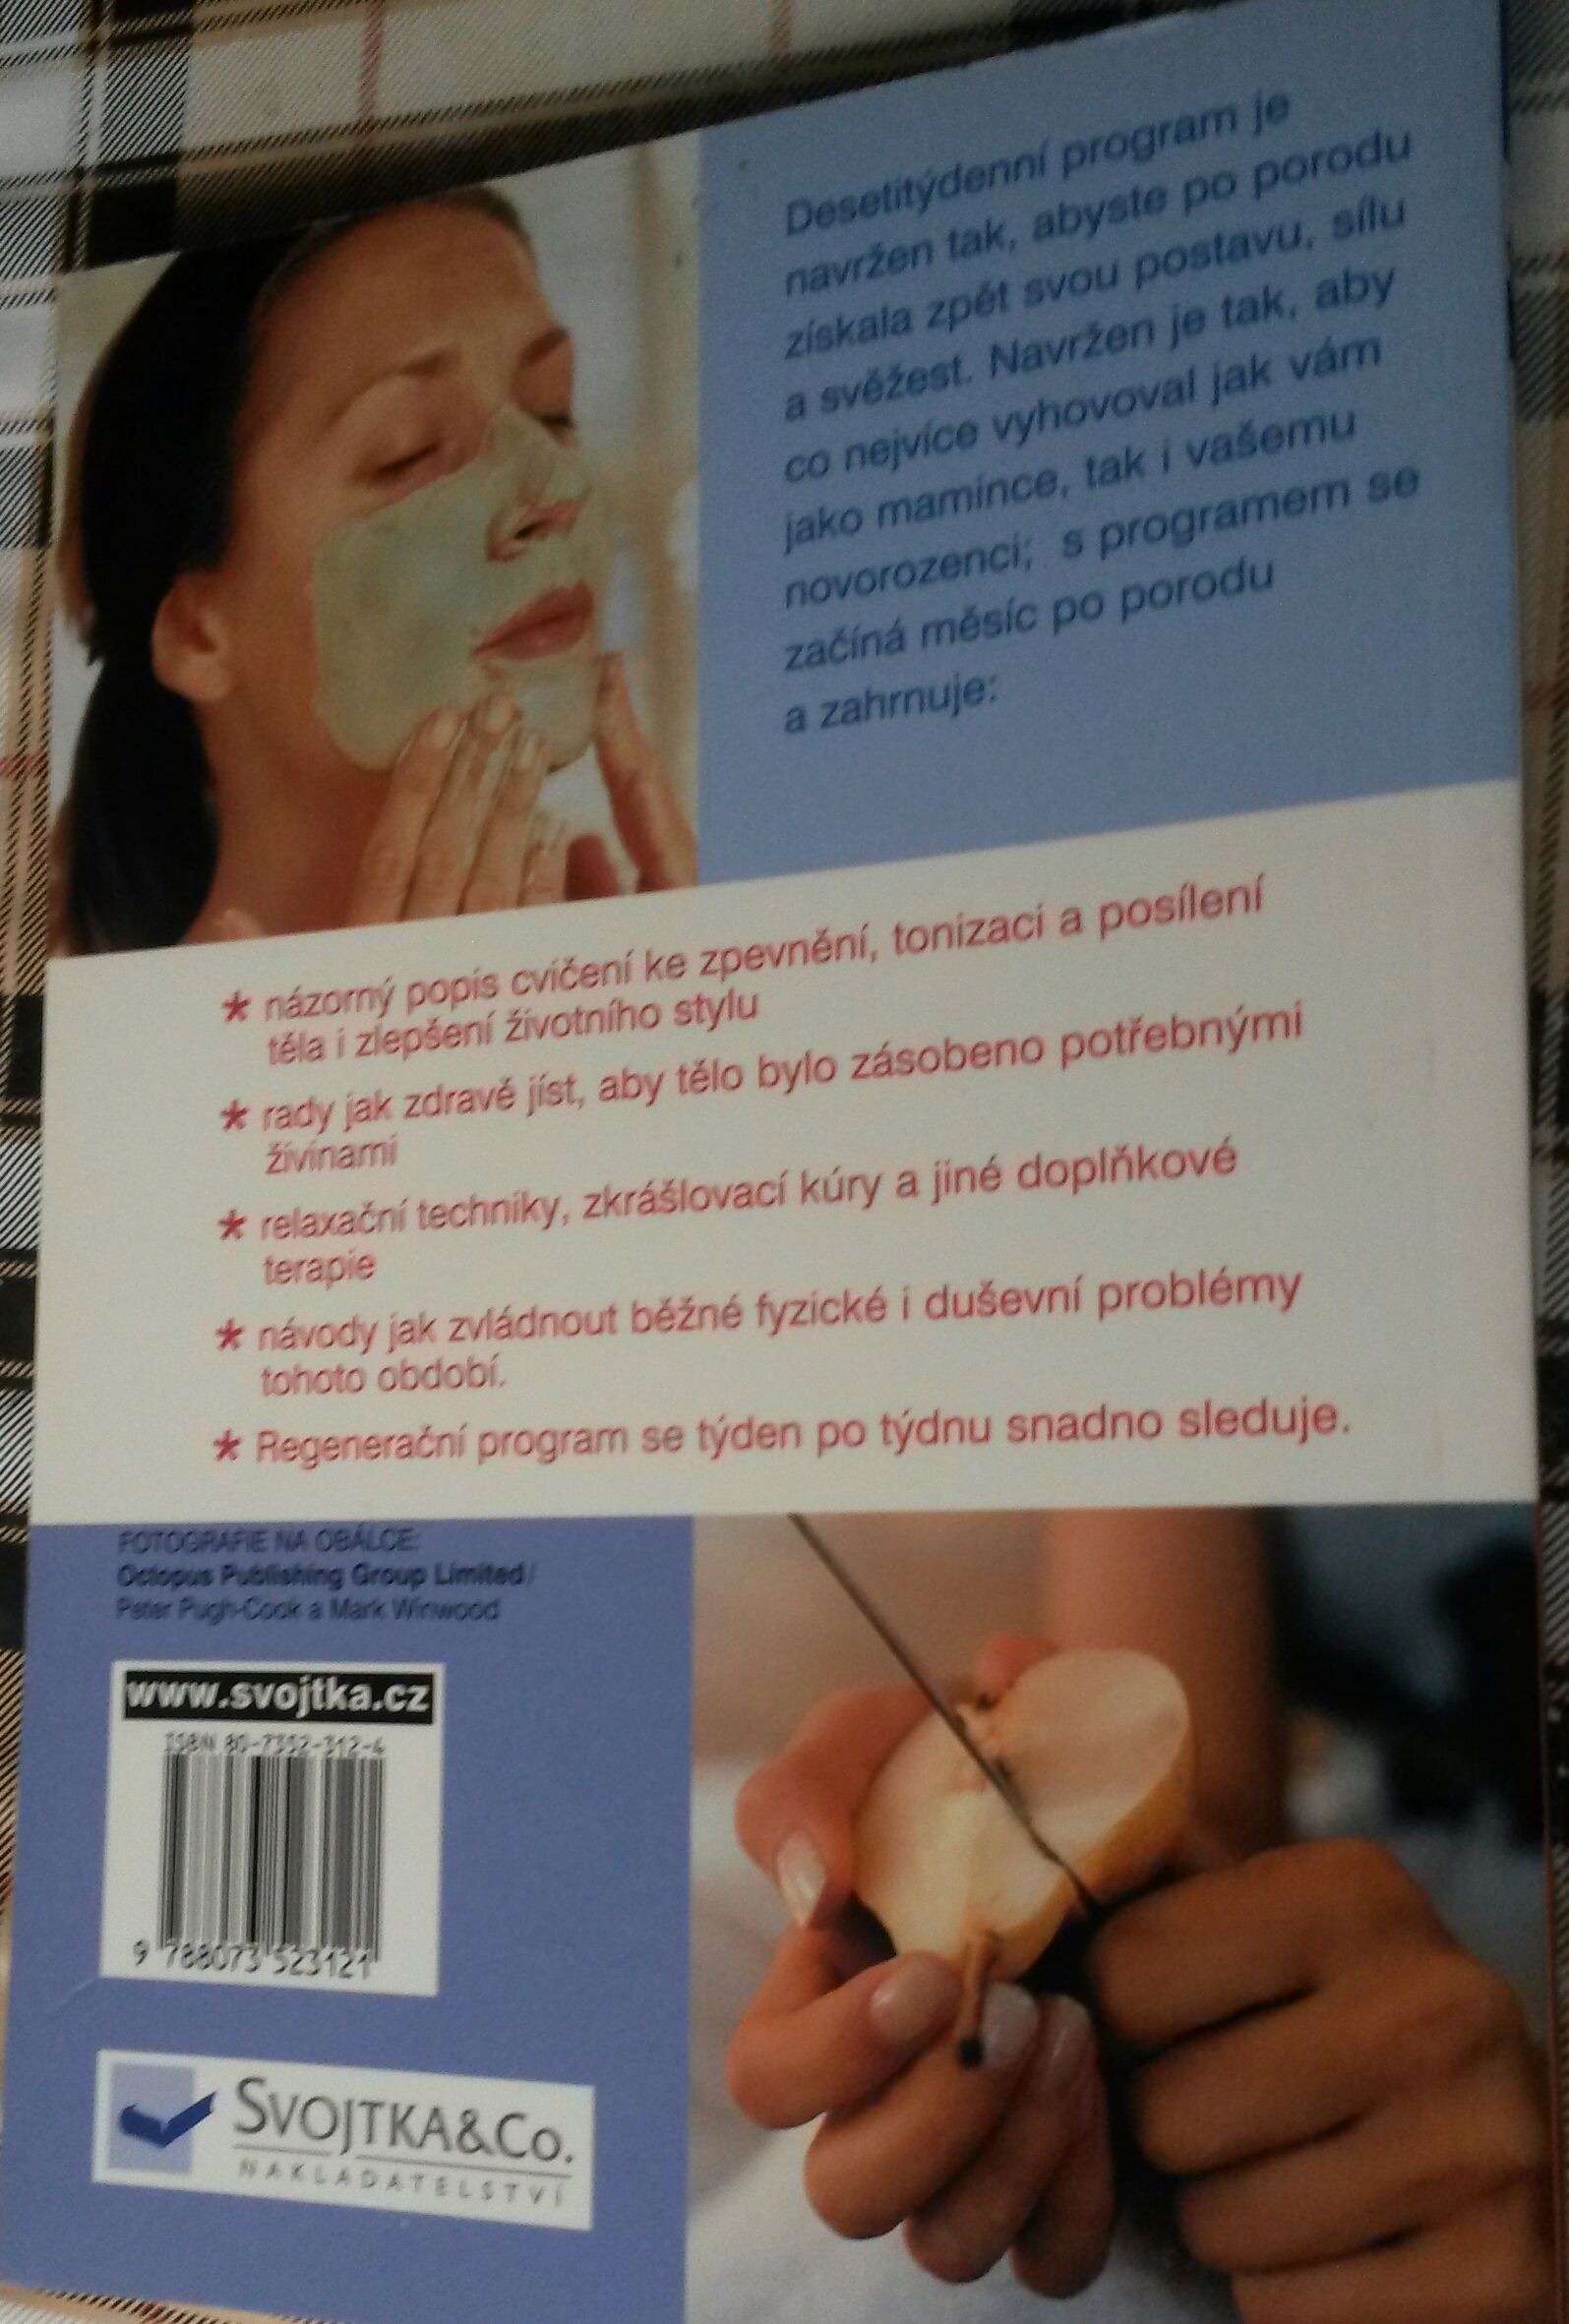 Desetitýdenní program je
navržen tak, abyste po porodu
získala zpět svou postavu, sílu
a svěžest. Navržen je tak, aby
co nejvíce vyhovoval jak vám
jako mamince, tak i vašemu
novorozenci; s programem se
začíná měsíc po porodu
a zahrnuje:
* názorný popis cvičení ke zpevnění, tonizaci a posílení
těla i zlepšení životního stylu
* rady jak zdravě jíst, aby tělo bylo zásobeno potřebnými
živinami
* relaxační techniky, zkrášlovací kúry a jiné doplňkové
terapie
* návody jak zvládnout běžné fyzické i duševní problémy
tohoto období.
* Regenerační program se týden po týdnu snadno sleduje.
FOTOGRAFIE NA OBÁLCE:
Octopus Publishing Group Limited/
Peter Pugh-Cook a Mark Winwood
www.svojtka.cz
ISBN 80-7352-312-4
9 788073 523121
SVOJTKA&CO.
NAKLADATELSTVÍ